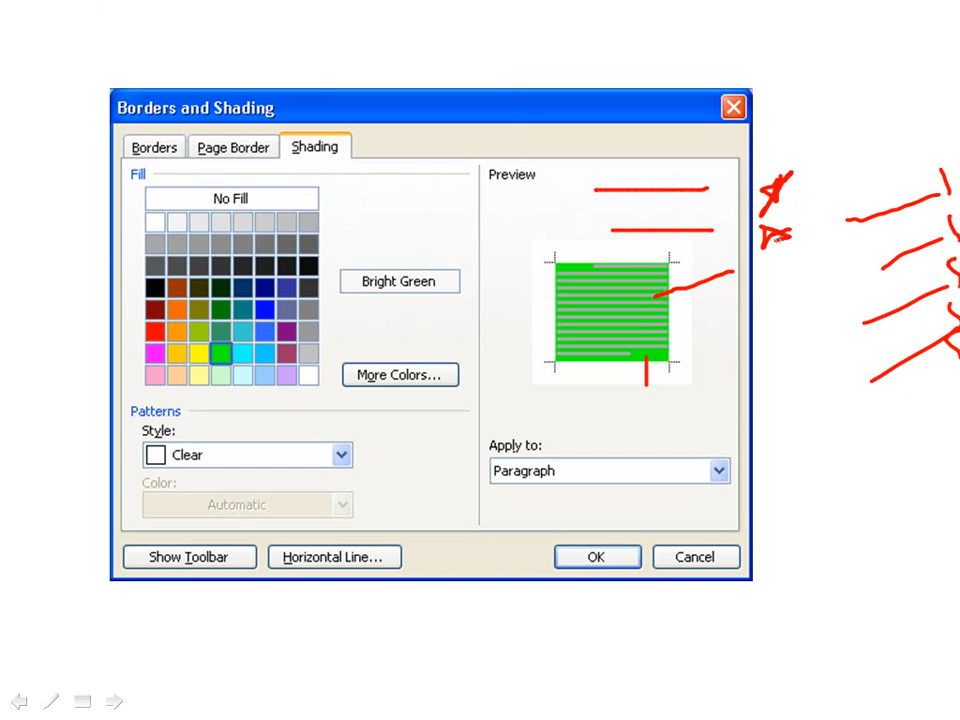 Borders and Shading
Borders Page Border Shading
Fill
No Fill
Bright Green
More Colors...
Patterns
Style:
Clear
Color:
Automatic
Preview
Apply to:
Paragraph
Show Toolbar Horizontal Line... OK Cancel